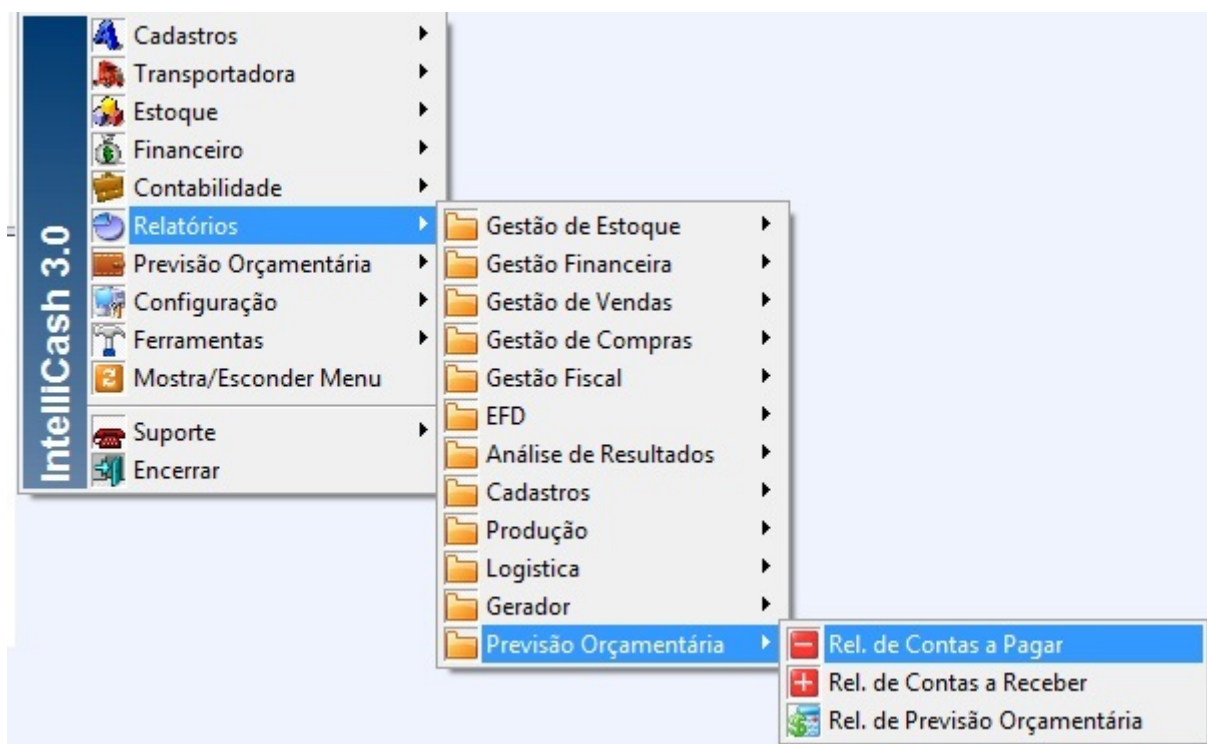 IntelliCash 3.0
Cadastros
Transportadora
Estoque
Financeiro
Contabilidade
Relatórios
Previsão Orçamentária
Configuração
Ferramentas
Mostra/Esconder Menu
Suporte
Encerrar
Gestão de Estoque
Gestão Financeira
Gestão de Vendas
Gestão de Compras
Gestão Fiscal
EFD
Análise de Resultados
Cadastros
Produção
Logistica
Gerador
Previsão Orçamentária
Rel. de Contas a Pagar
Rel. de Contas a Receber
Rel. de Previsão Orçamentária